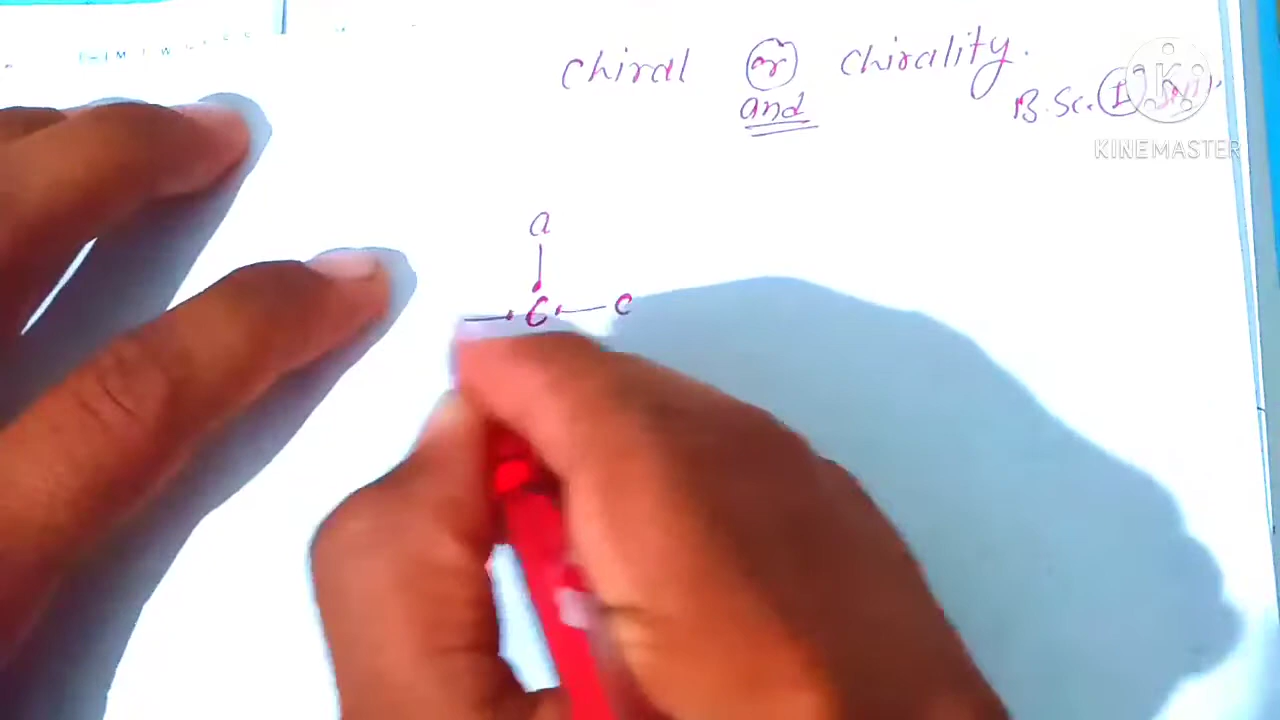 Chiral or chirality.
and
B.Sc. I
KINEMASTER
a
C C